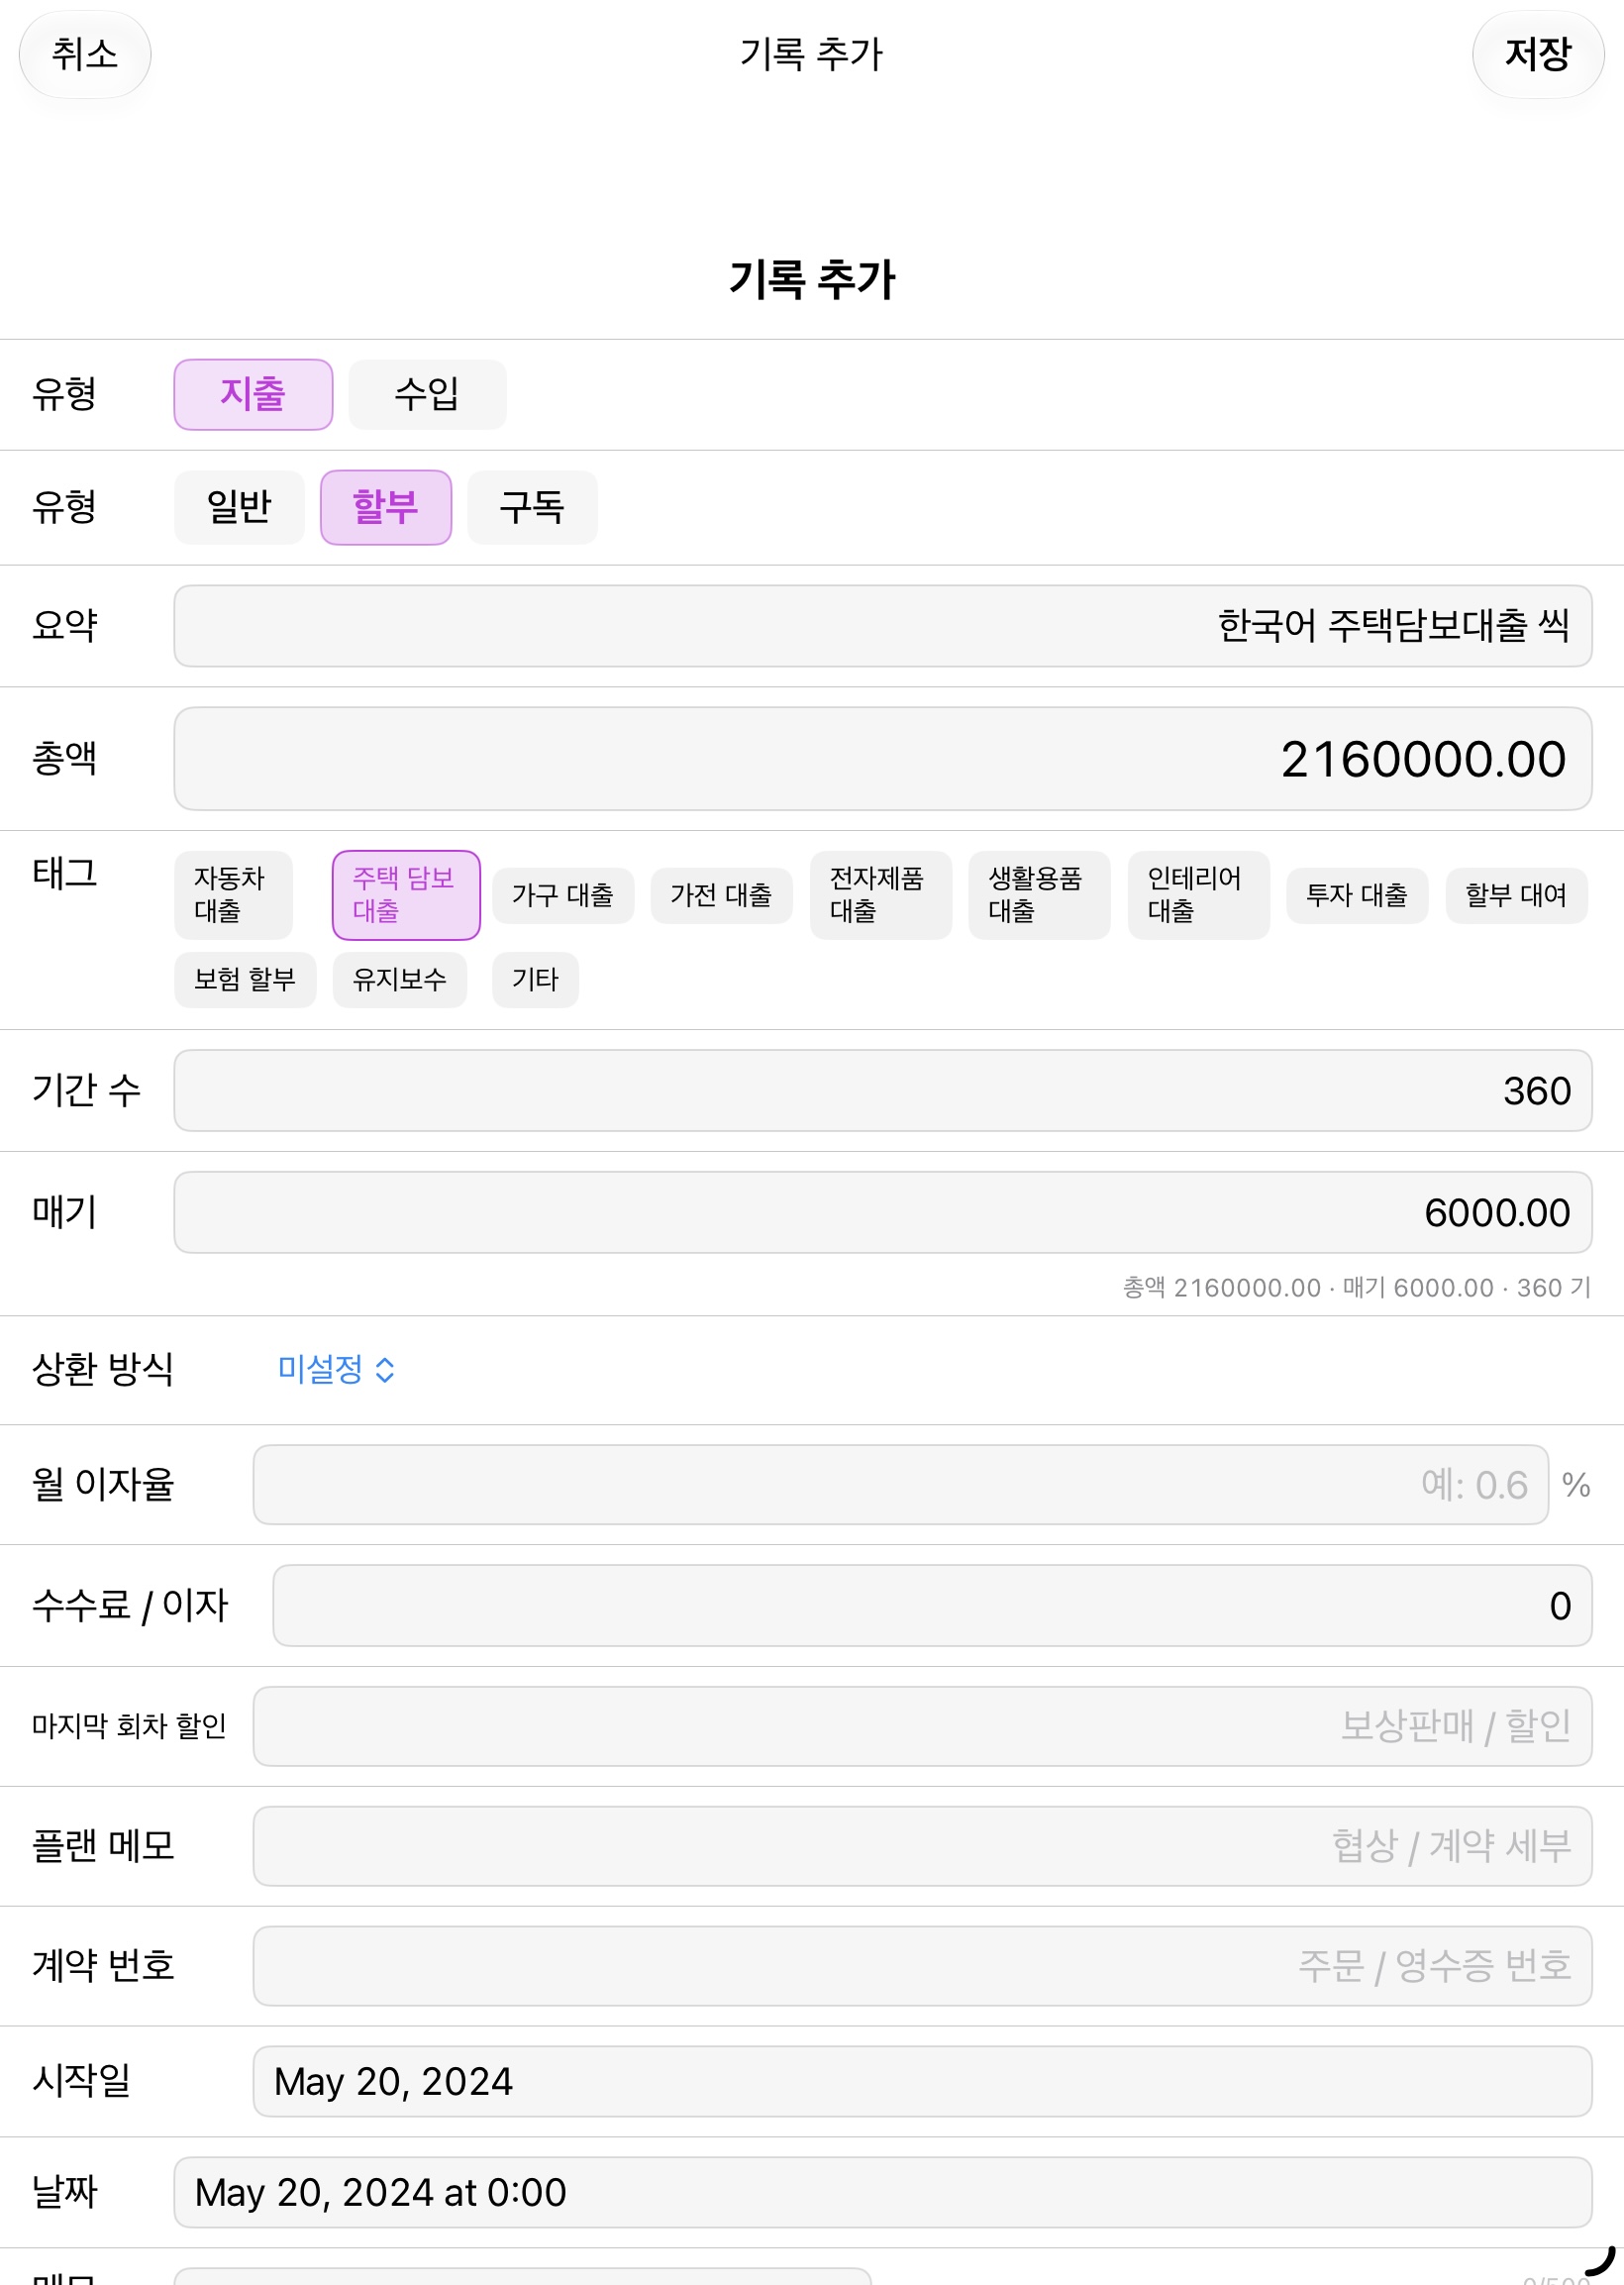 취소
기록 추가
저장
기록 추가
유형
지출
수입
유형
일반
할부
구독
요약
한국어 주택담보대출 씩
총액
2160000.00
태그
자동차
대출
주택 담보
대출
가구 대출
가전 대출
전자제품
대출
생활용품
대출
인테리어
대출
투자 대출
할부 대여
보험 할부
유지보수
기타
기간 수
360
매기
6000.00
총액 2160000.00 · 매기 6000.00 · 360 기
상환 방식
미설정
월 이자율
예: 0.6
%
수수료 / 이자
0
마지막 회차 할인
보상판매 / 할인
플랜 메모
협상 / 계약 세부
계약 번호
주문 / 영수증 번호
시작일
May 20, 2024
날짜
May 20, 2024 at 0:00